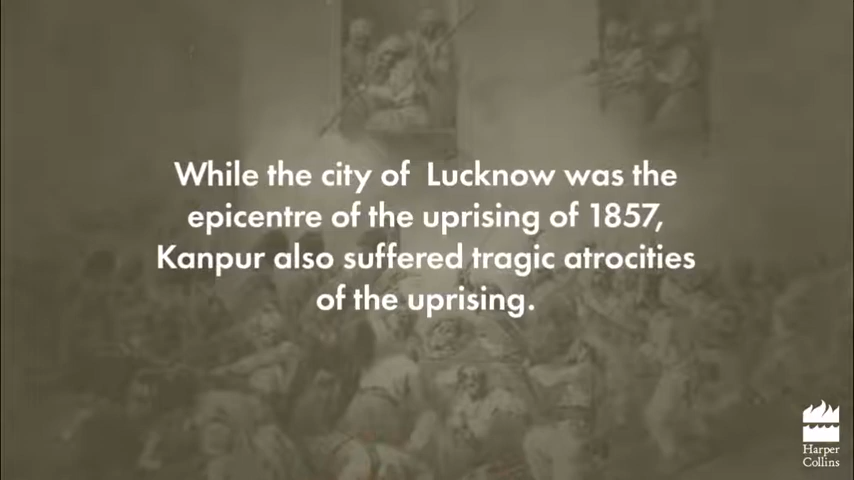 While the city of  Lucknow was the
epicentre of the uprising of 1857,
Kanpur also suffered tragic atrocities
of the uprising.
Harper
Collins